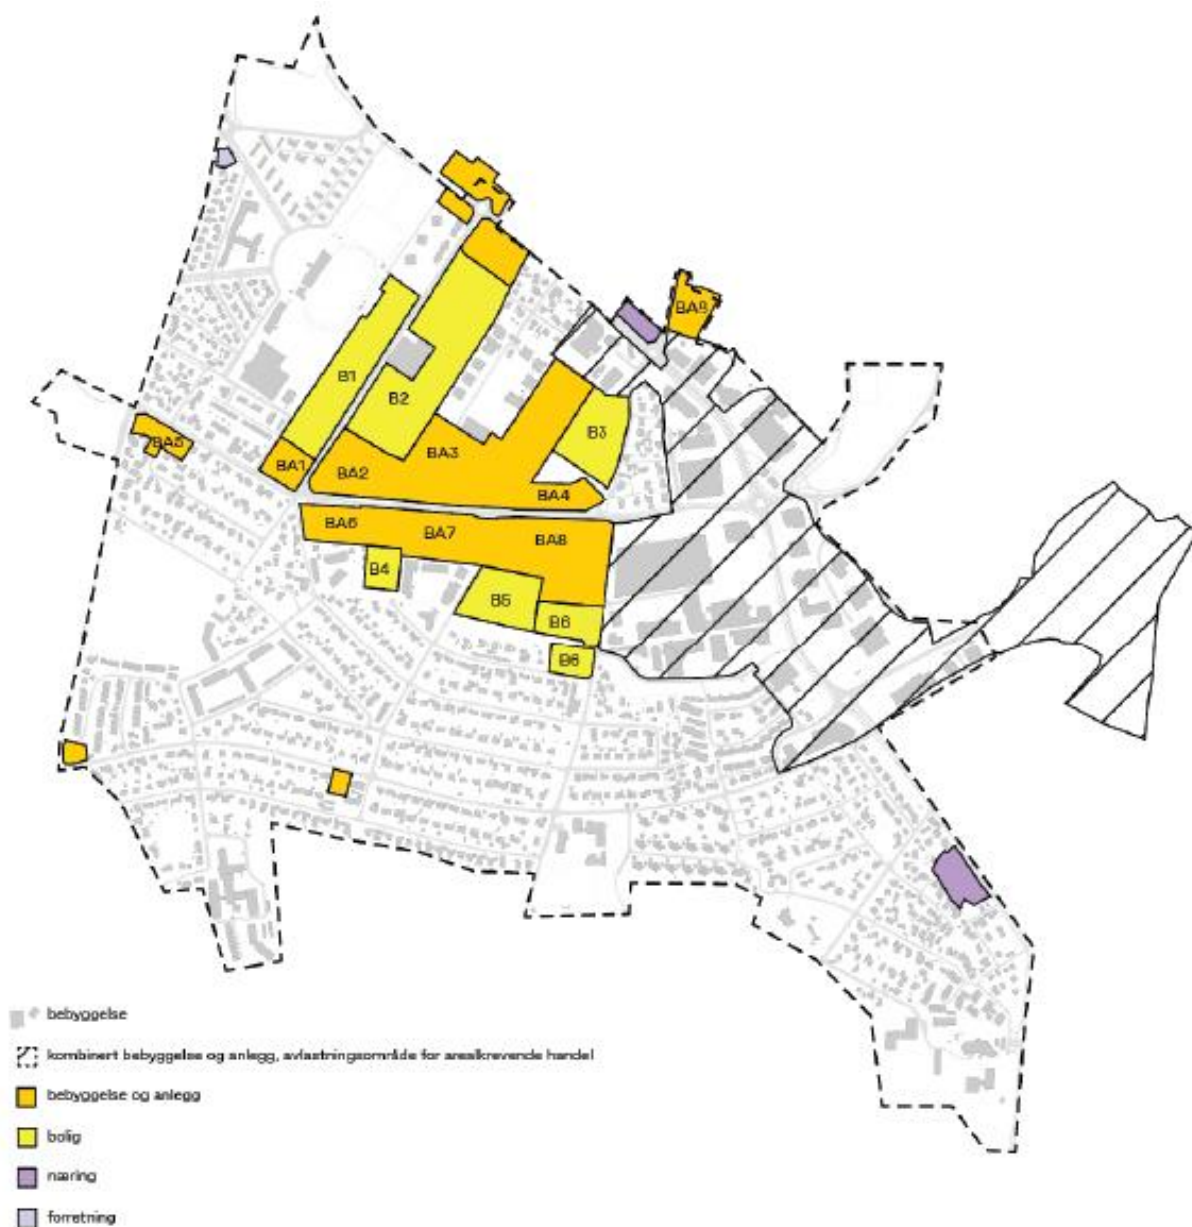 BA9
B1
B2
B3
BA5
BA3
BA1
BA2
BA4
BA6
BA7
BA8
B4
B5
B6
B6
bebyggelse
kombinert bebyggelse og anlegg, avlastningsområde for arealkrevende handel
bebyggelse og anlegg
bolig
næring
forretning